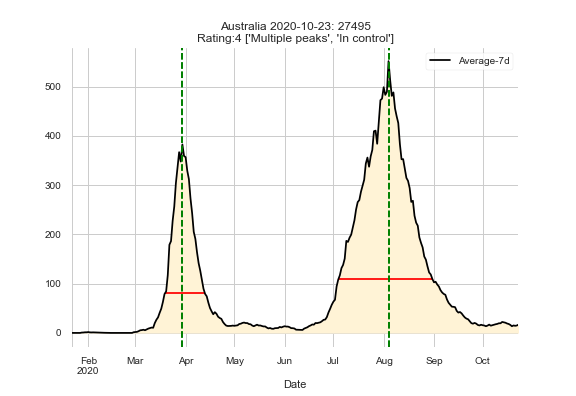 Australia 2020-10-23: 27495
Rating:4 ['Multiple peaks', 'In control']
Average-7d
500
400
300
200
100
0
Feb Mar Apr May Jun Jul Aug Sep Oct
2020
Date